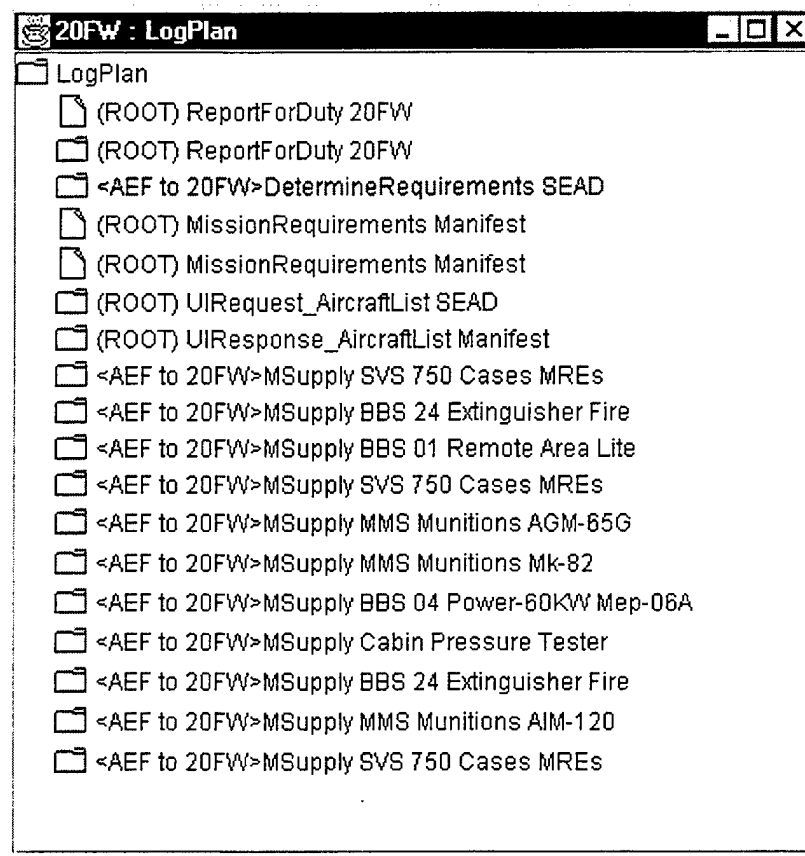 20FW : LogPlan
LogPlan
(ROOT) ReportForDuty 20FW
(ROOT) ReportForDuty 20FW
<AEF to 20FW>DetermineRequirements SEAD
(ROOT) MissionRequirements Manifest
(ROOT) MissionRequirements Manifest
(ROOT) UIRequest_AircraftList SEAD
(ROOT) UIResponse_AircraftList Manifest
<AEF to 20FW>MSupply SVS 750 Cases MREs
<AEF to 20FW>MSupply BBS 24 Extinguisher Fire
<AEF to 20FW>MSupply BBS 01 Remote Area Lite
<AEF to 20FW>MSupply SVS 750 Cases MREs
<AEF to 20FW>MSupply MMS Munitions AGM-65G
<AEF to 20FW>MSupply MMS Munitions Mk-82
<AEF to 20FW>MSupply BBS 04 Power-60KW Mep-06A
<AEF to 20FW>MSupply Cabin Pressure Tester
<AEF to 20FW>MSupply BBS 24 Extinguisher Fire
<AEF to 20FW>MSupply MMS Munitions AIM-120
<AEF to 20FW>MSupply SVS 750 Cases MREs